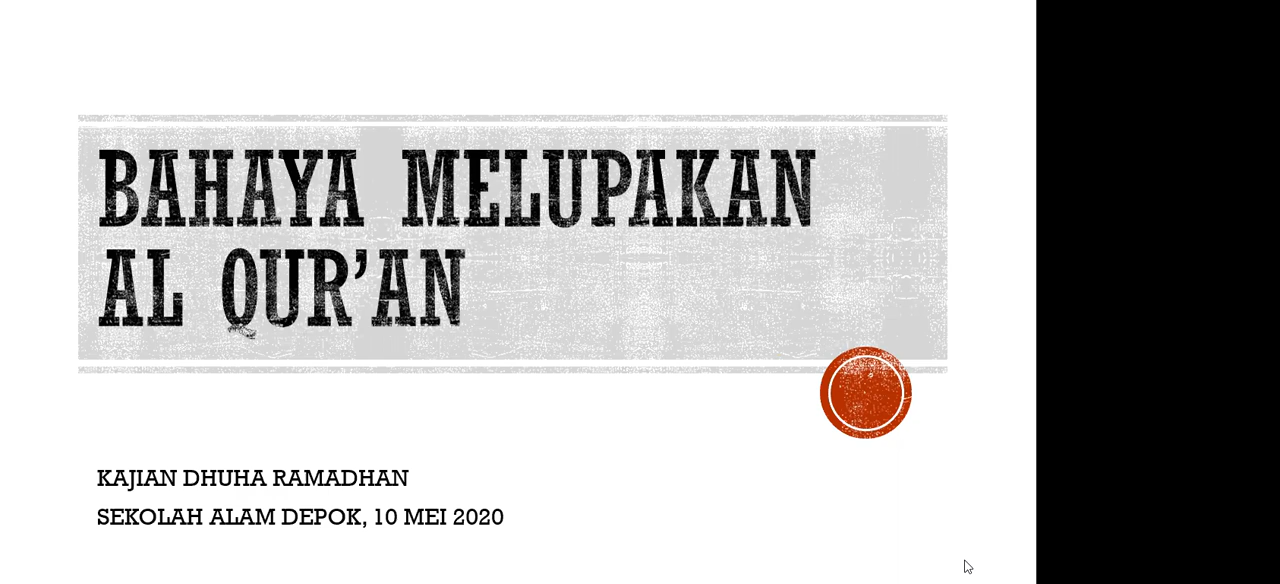 BAHAYA MELUPAKAN
AL QUR’AN
KAJIAN DHUHA RAMADHAN
SEKOLAH ALAM DEPOK, 10 MEI 2020